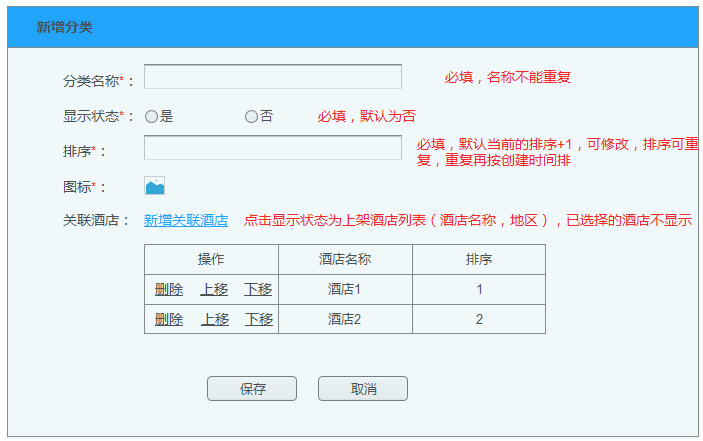 新增分类
分类名称*： 必填，名称不能重复
显示状态*： 是 否 必填，默认为否
排序*： 必填，默认当前的排序+1，可修改，排序可重
复，重复再按创建时间排
图标*：
关联酒店： 新增关联酒店 点击显示状态为上架酒店列表（酒店名称，地区），已选择的酒店不显示
操作 酒店名称 排序
删除 上移 下移 酒店1 1
删除 上移 下移 酒店2 2
保存 取消